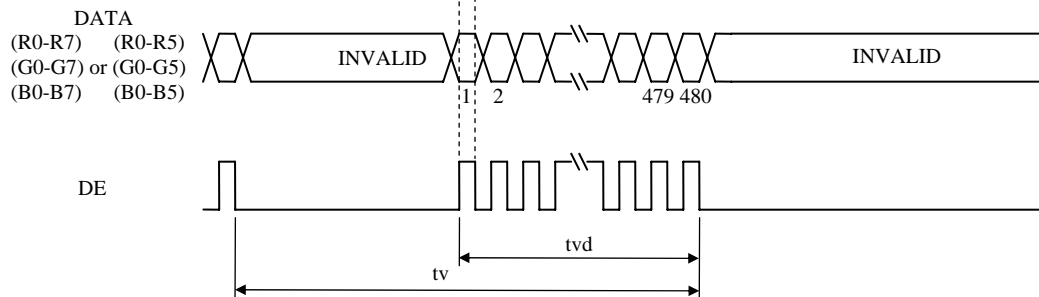 DATA
(R0-R7) (R0-R5)
(G0-G7) or (G0-G5)
(B0-B7) (B0-B5)
INVALID
INVALID
1 2 479 480
DE
tvd
tv